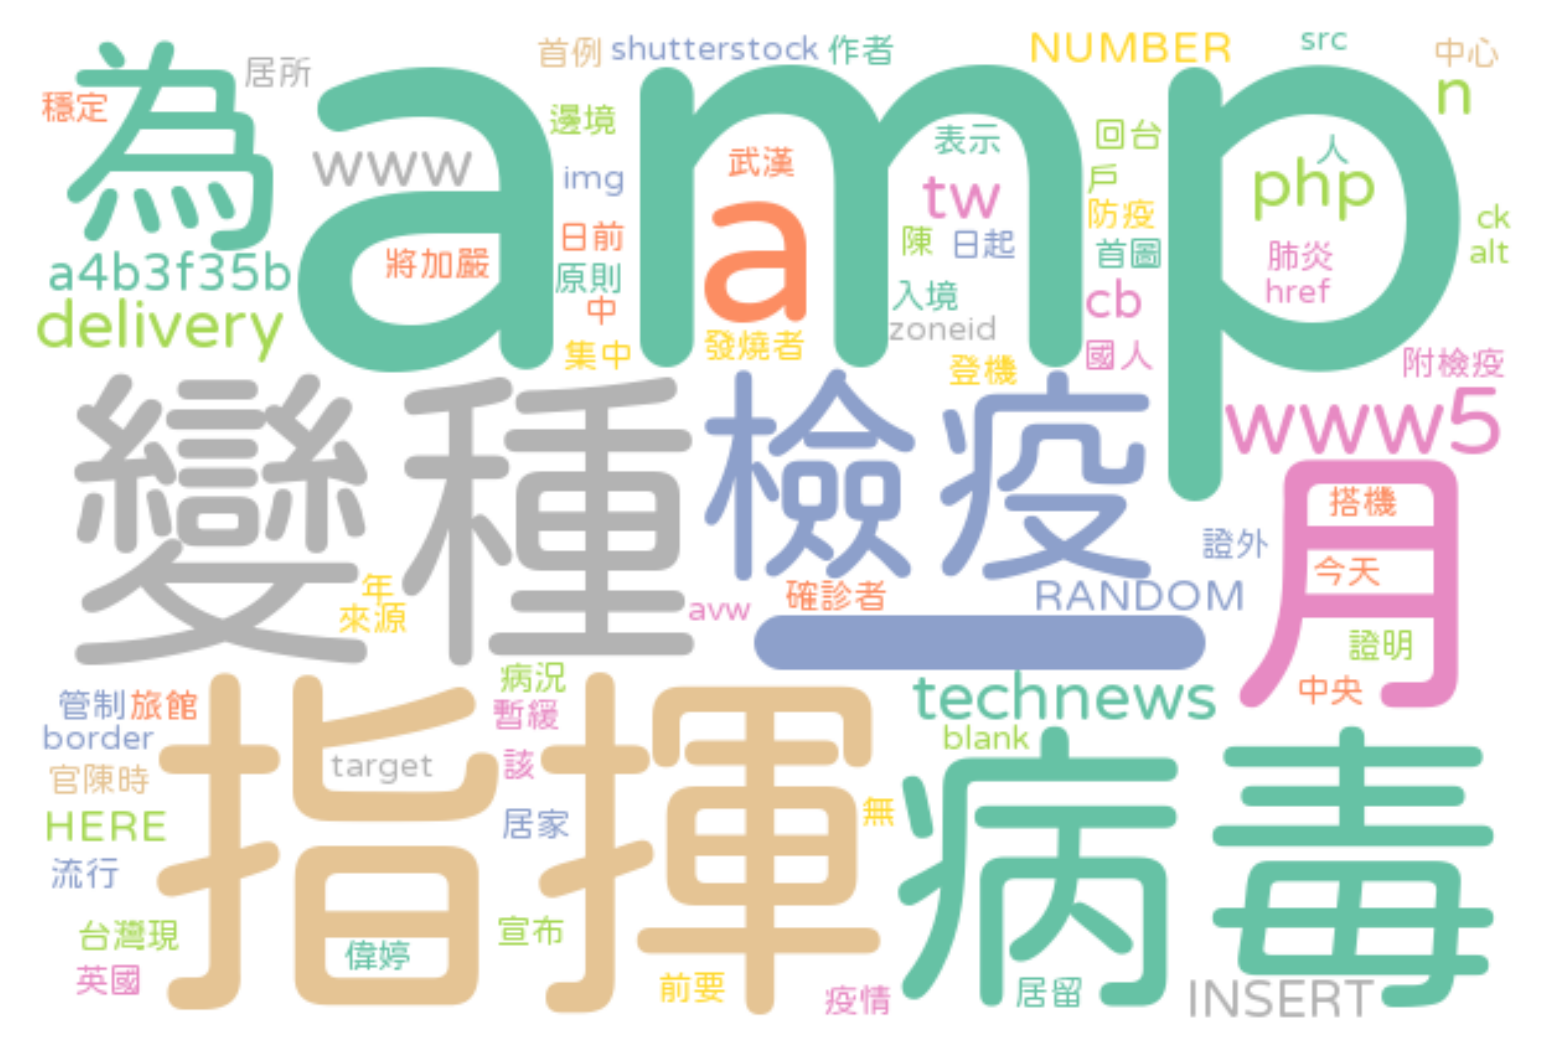 為
amp
居所
首例
shutterstock
作者
NUMBER
src
中心
n
穩定
邊境
表示
回台
人
www
武漢
img
tw
戶
php
防疫
ck
日前
a
陳
日起
首圖
肺炎
alt
a4b3f35b
將加嚴
原則
入境
cb
href
delivery
中
zoneid
集中
發燒者
登機
國人
附檢疫
變種
檢疫
www5
月
搭機
證外
今天
年
來源
avw
確診者
RANDOM
一
證明
病況
technews
中央
管制
旅館
暫緩
border
blank
指揮
target
該
官陳時
病毒
HERE
居家
無
流行
台灣現
宣布
偉婷
英國
前要
疫情
居留
INSERT